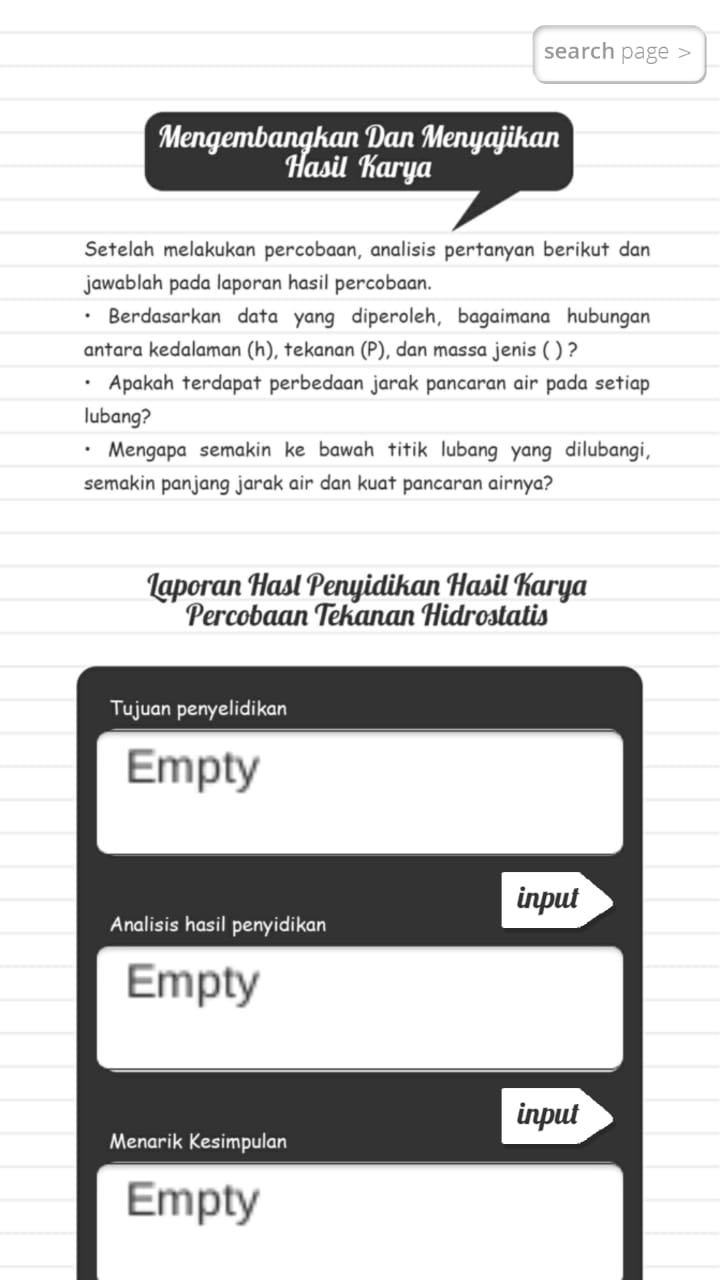 search page >
Mengembangkan Dan Menyajikan
Hasil Karya
Setelah melakukan percobaan, analisis pertanyan berikut dan
jawablah pada laporan hasil percobaan.
• Berdasarkan data yang diperoleh, bagaimana hubungan
antara kedalaman (h), tekanan (P), dan massa jenis ( ) ?
• Apakah terdapat perbedaan jarak pancaran air pada setiap
lubang?
• Mengapa semakin ke bawah titik lubang yang dilubangi,
semakin panjang jarak air dan kuat pancaran airnya?
Laporan Hasl Penyidikan Hasil Karya
Percobaan Tekanan Hidrostatis
Tujuan penyelidikan
Empty
input
Analisis hasil penyidikan
Empty
input
Menarik Kesimpulan
Empty